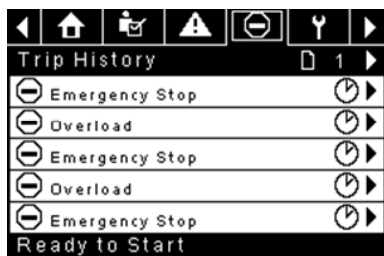 Trip History 1
Emergency Stop
Overload
Emergency Stop
Overload
Emergency Stop
Ready to Start